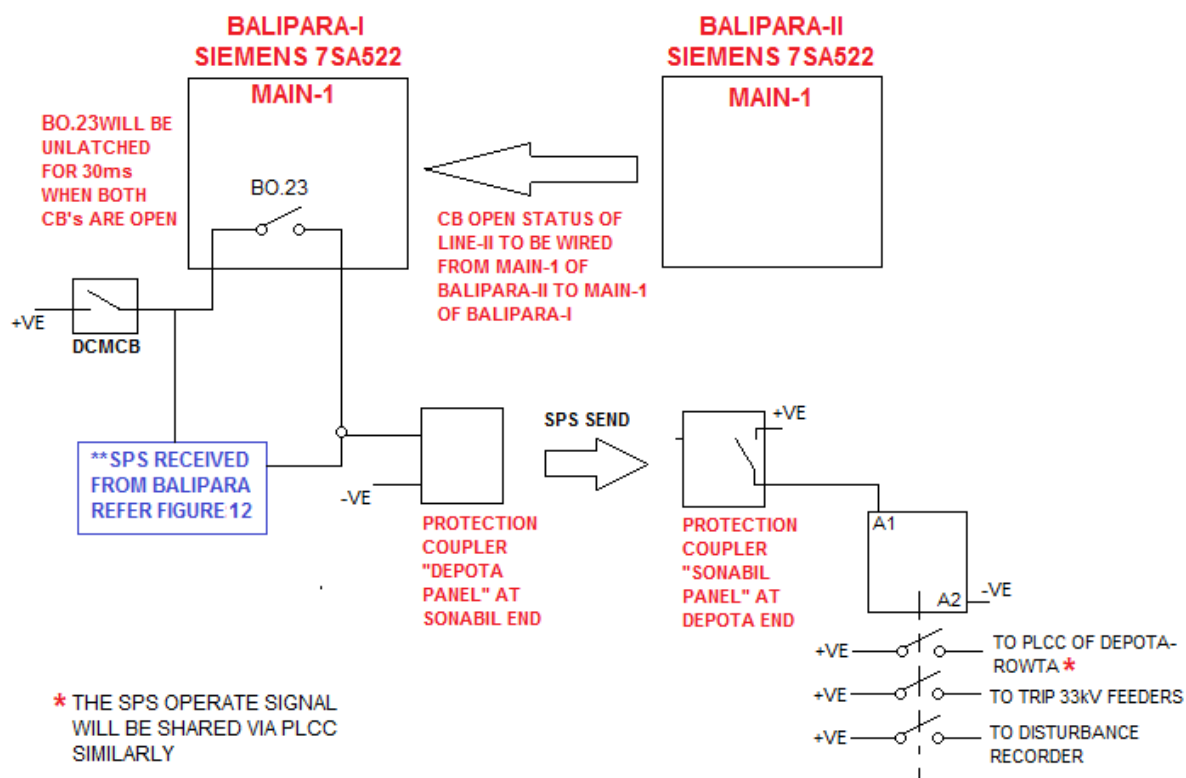 BALIPARA-I
SIEMENS 7SA522
MAIN-1
BALIPARA-II
SIEMENS 7SA522
MAIN-1
BO.23WILL BE
UNLATCHED
FOR 30ms
WHEN BOTH
CB's ARE OPEN
BO.23
CB OPEN STATUS OF
LINE-II TO BE WIRED
FROM MAIN-1 OF
BALIPARA-II TO MAIN-1
OF BALIPARA-I
+VE
DCMCB
**SPS RECEIVED
FROM BALIPARA
REFER FIGURE 12
-VE
PROTECTION
COUPLER
"DEPOTA
PANEL" AT
SONABIL END
SPS SEND
+VE
PROTECTION
COUPLER
"SONABIL
PANEL" AT
DEPOTA END
A1
A2
-VE
+VE
TO PLCC OF DEPOTA-
ROWTA *
+VE
TO TRIP 33kV FEEDERS
+VE
TO DISTURBANCE
RECORDER
* THE SPS OPERATE SIGNAL
WILL BE SHARED VIA PLCC
SIMILARLY